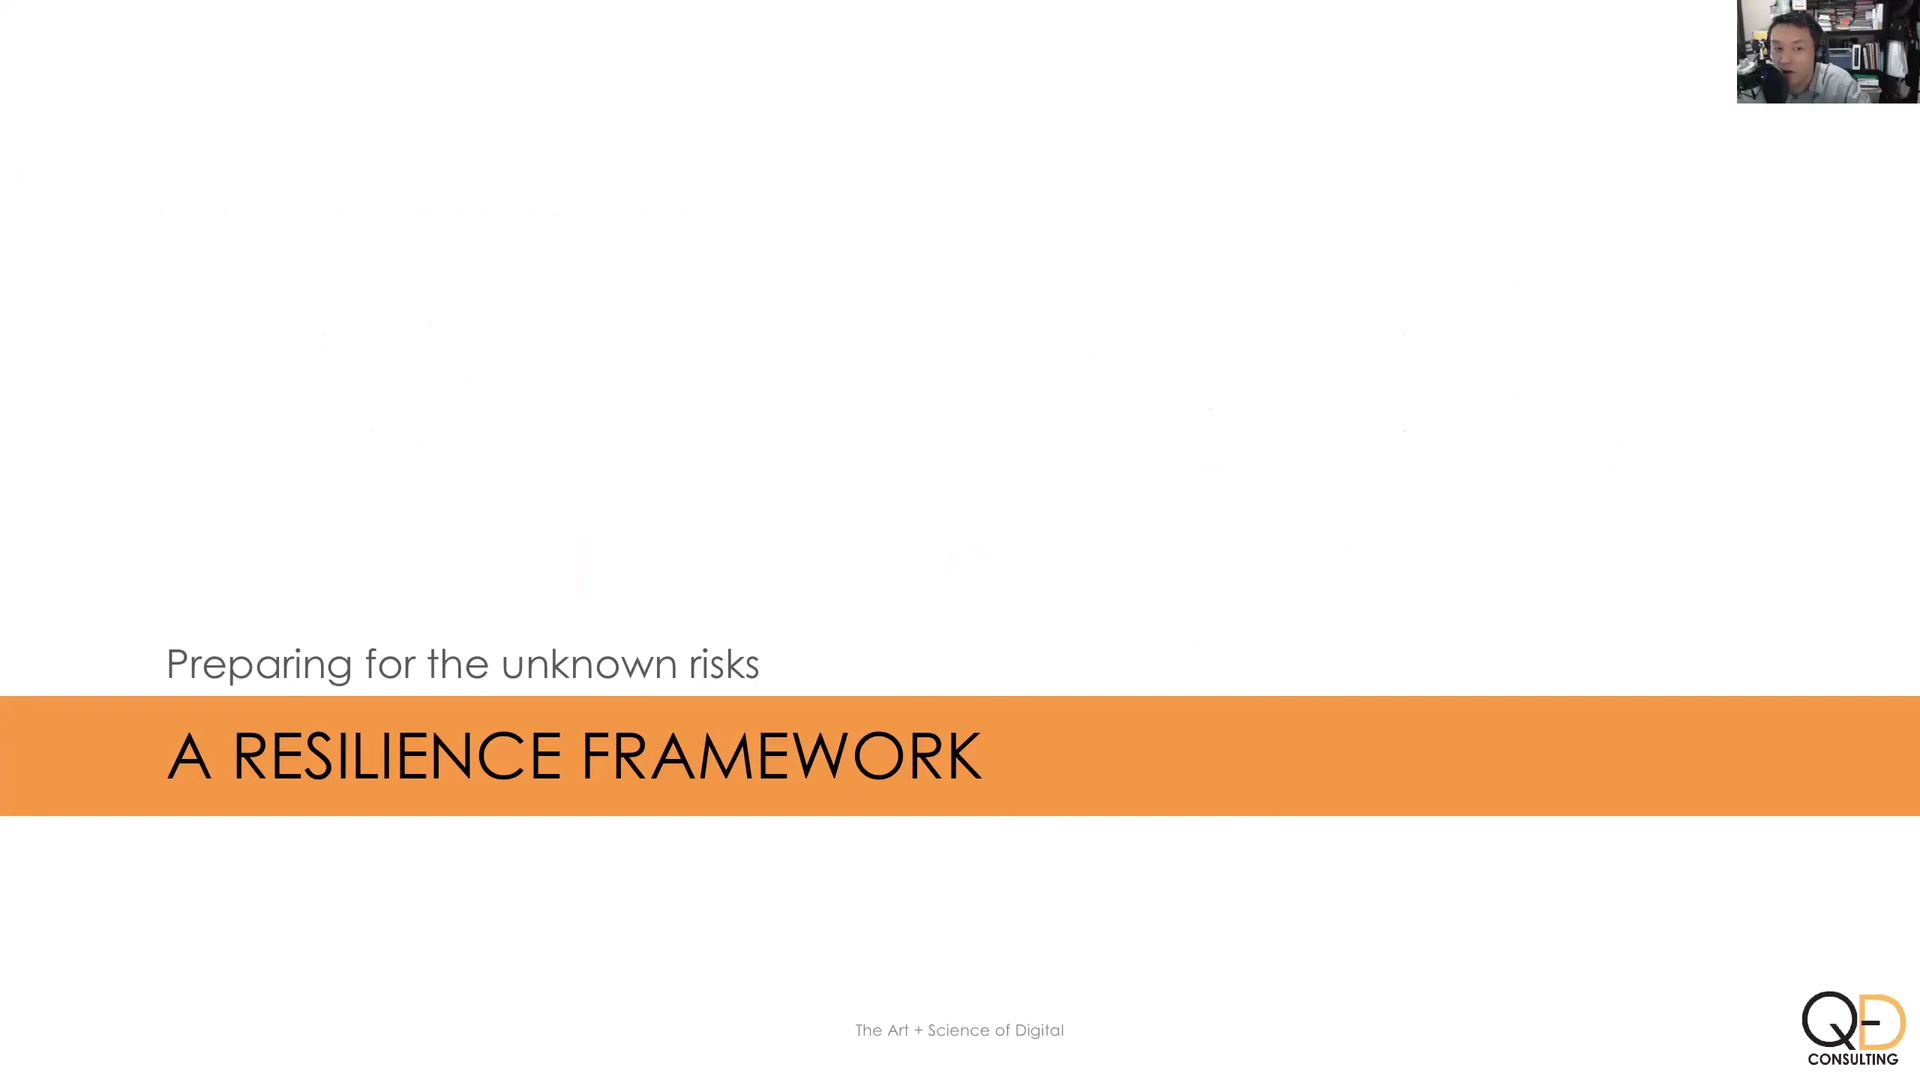 Preparing for the unknown risks
A RESILIENCE FRAMEWORK
The Art + Science of Digital
QED
CONSULTING